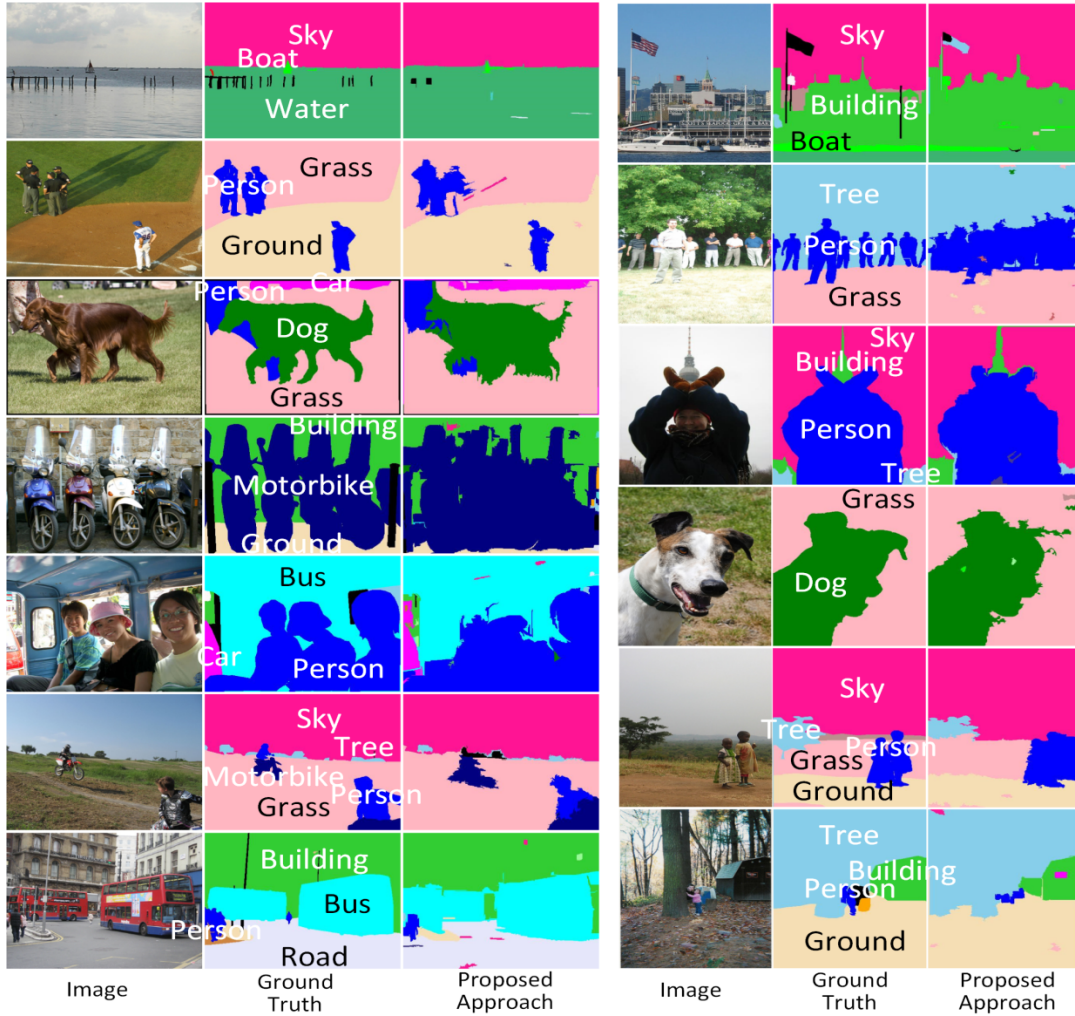 Sky
Boat
Water
Grass
Person
Ground
Car
Person
Dog
Grass
Building
Motorbike
Ground
Bus
Car
Person
Sky
Tree
Motorbike
Person
Grass
Building
Bus
Person
Road
Image
Ground
Truth
Proposed
Approach
Sky
Building
Boat
Tree
Person
Grass
Sky
Building
Person
Tree
Grass
Dog
Sky
Tree
Person
Grass
Ground
Tree
Building
Person
Ground
Image
Ground
Truth
Proposed
Approach